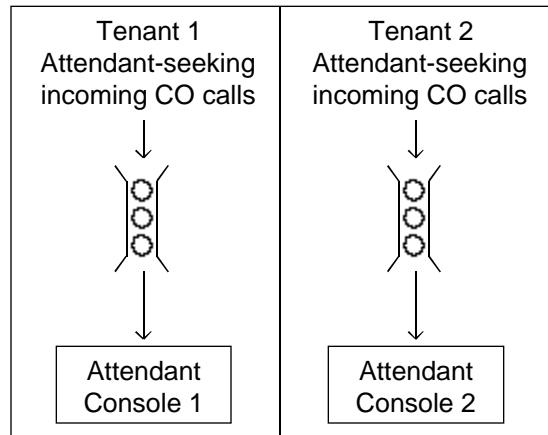 Tenant 1
Attendant-seeking
incoming CO calls
Attendant
Console 1
Tenant 2
Attendant-seeking
incoming CO calls
Attendant
Console 2